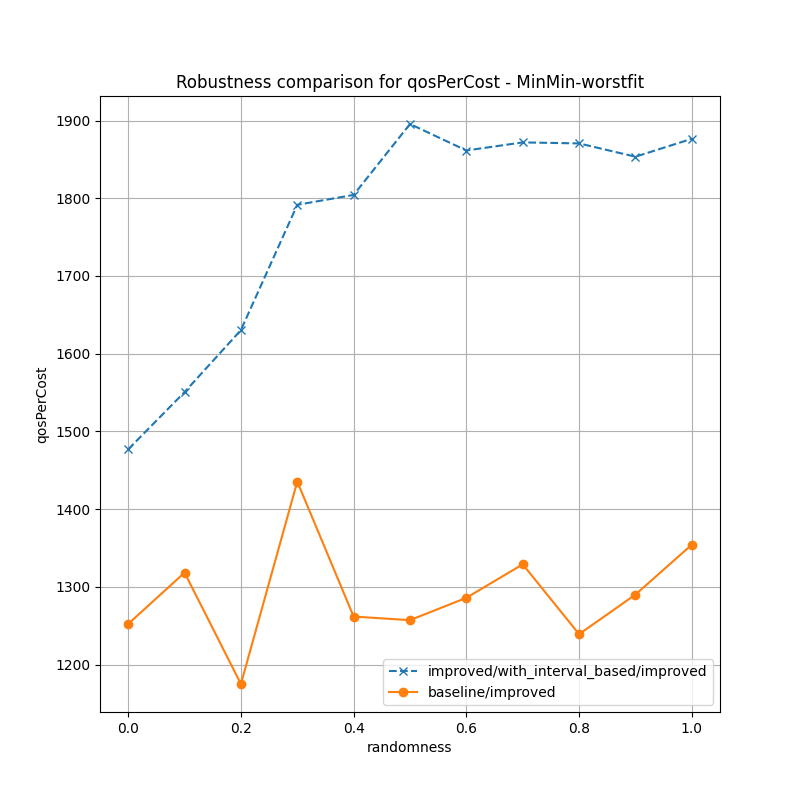 Robustness comparison for qosPerCost - MinMin-worstfit
qosPerCost
1900
1800
1700
1600
1500
1400
1300
1200
0.0 0.2 0.4 0.6 0.8 1.0
randomness
improved/with_interval_based/improved
baseline/improved